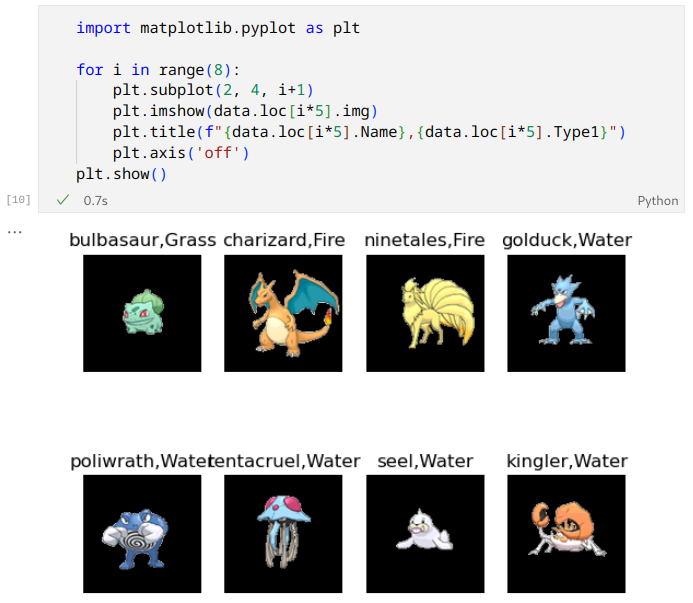 import matplotlib.pyplot as plt
for i in range(8):
    plt.subplot(2, 4, i+1)
    plt.imshow(data.loc[i*5].img)
    plt.title(f"{data.loc[i*5].Name},{data.loc[i*5].Type1}")
    plt.axis('off')
plt.show()
[10] ✓ 0.7s Python
...
bulbasaur,Grass charizard,Fire ninetales,Fire golduck,Water
poliwrath,Water tentacruel,Water seel,Water kingler,Water